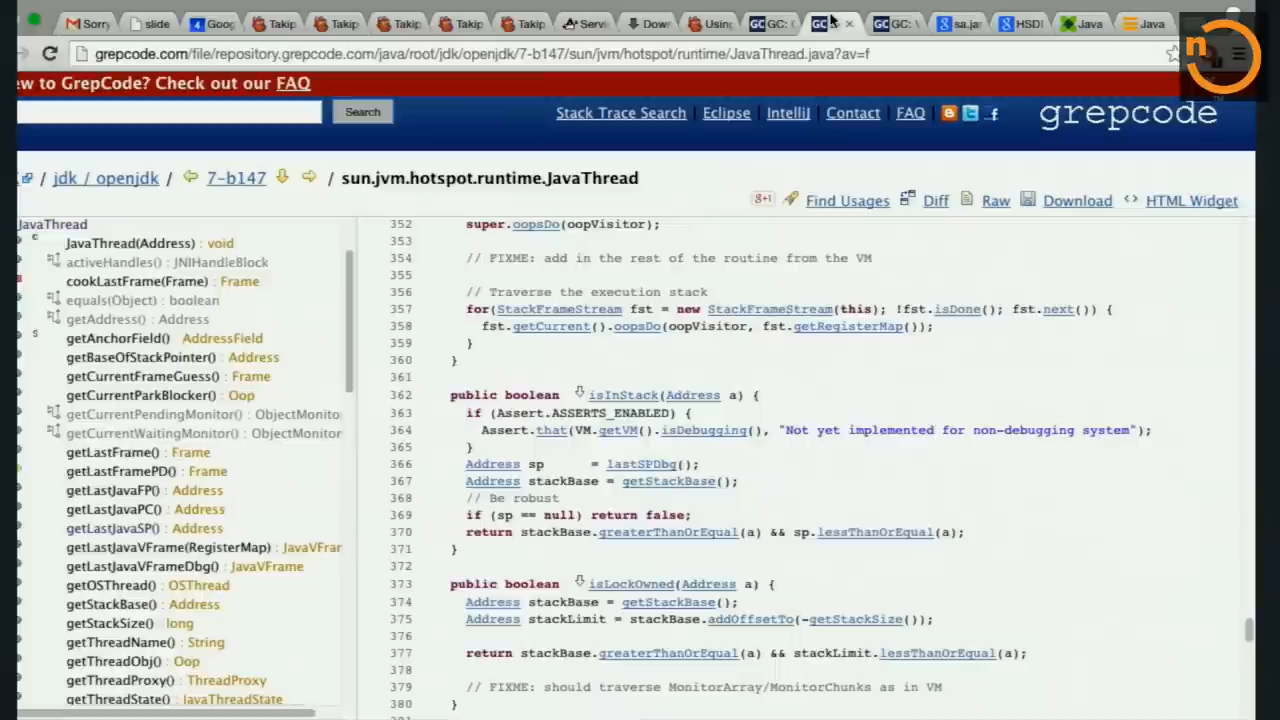 Sorry
slide
Goog
Takip
Takip
Takip
Takip
Takip
Servi
Down
Using
GC GC: (
GC
GC GC: V
sa.jar
HSDI
Java
Java
n
grepcode.com/file/repository.grepcode.com/java/root/jdk/openjdk/7-b147/sun/jvm/hotspot/runtime/JavaThread.java?av=f
ew to GrepCode? Check out our FAQ
Search
Stack Trace Search | Eclipse | IntelliJ | Contact | FAQ
grepcode
/ jdk / openjdk / 7-b147 / sun.jvm.hotspot.runtime.JavaThread
g+1 Find Usages Diff Raw Download <> HTML Widget
JavaThread
JavaThread(Address) : void
activeHandles() : JNIHandleBlock
cookLastFrame(Frame) : Frame
equals(Object) : boolean
getAddress() : Address
getAnchorField() AddressField
getBaseOfStackPointer() : Address
getCurrentFrameGuess() : Frame
getCurrentParkBlocker() : Oop
getCurrentPendingMonitor() : ObjectMonito
getCurrentWaitingMonitor() : ObjectMonitor
getLastFrame() : Frame
getLastFramePD() : Frame
getLastJavaFP() : Address
getLastJavaPC() : Address
getLastJavaSP() : Address
getLastJavaVFrame(RegisterMap) : JavaVFrar
getLastJavaVFrameDbg() : JavaVFrame
getOSThread() : OSThread
getStackBase() : Address
getStackSize() : long
getThreadName() : String
getThreadObj() : Oop
getThreadProxy() : ThreadProxy
getThreadState() : JavaThreadState
352 super.oopsDo(oopVisitor);
353
354 // FIXME: add in the rest of the routine from the VM
355
356 // Traverse the execution stack
357 for(StackFrameStream fst = new StackFrameStream(this); !fst.isDone(); fst.next()) {
358 fst.getCurrent().oopsDo(oopVisitor, fst.getRegisterMap());
359 }
360 }
361
362 public boolean isInStack(Address a) {
363 if (Assert.ASSERTS_ENABLED) {
364 Assert.that(VM.getVM().isDebugging(), "Not yet implemented for non-debugging system");
365 }
366 Address sp = lastSPDbg();
367 Address stackBase = getStackBase();
368 // Be robust
369 if (sp == null) return false;
370 return stackBase.greaterThanOrEqual(a) && sp.lessThanOrEqual(a);
371 }
372
373 public boolean isLockOwned(Address a) {
374 Address stackBase = getStackBase();
375 Address stackLimit = stackBase.addOffsetTo(-getStackSize());
376
377 return stackBase.greaterThanOrEqual(a) && stackLimit.lessThanOrEqual(a);
378
379 // FIXME: should traverse MonitorArray/MonitorChunks as in VM
380 }